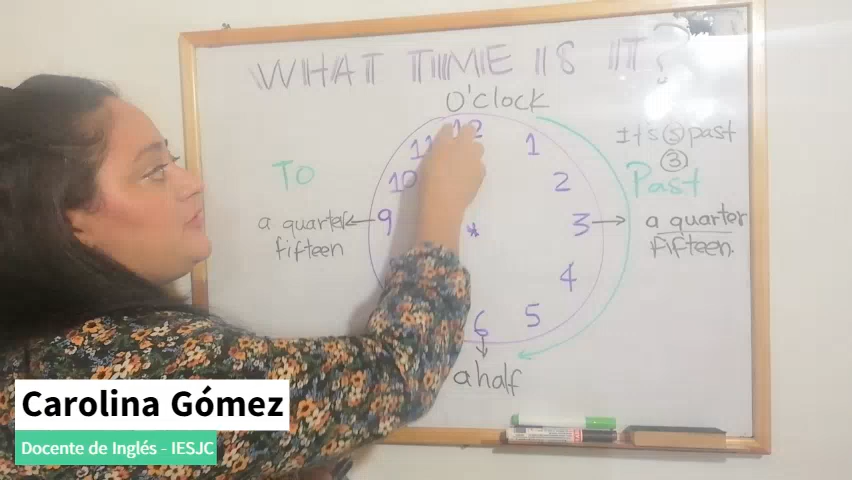 WHAT TIME IS IT?
O'clock
11 12 1
10 2
9 3
4
6 5
It's 5 past
3
To
Past
a quarter
fifteen
a quarter
fifteen
a half
Carolina Gómez
Docente de Inglés - IESJC